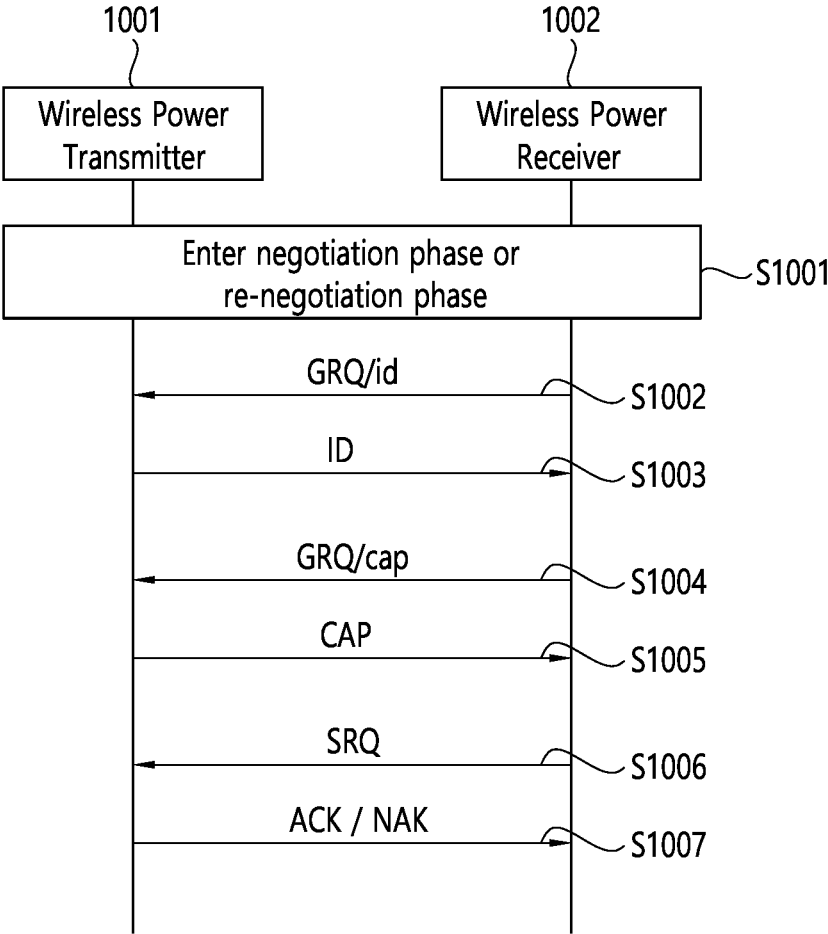 1001
1002
Wireless Power
Transmitter
Wireless Power
Receiver
Enter negotiation phase or
re-negotiation phase
S1001
GRQ/id
S1002
ID
S1003
GRQ/cap
S1004
CAP
S1005
SRQ
S1006
ACK / NAK
S1007